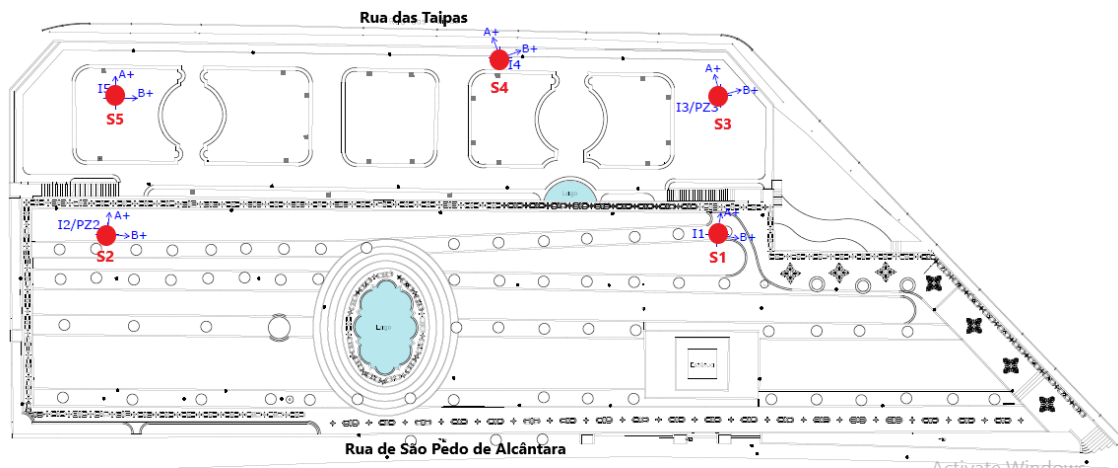 Rua das Taipas
A+
B+
I4
S4
A+
I5
B+
S5
A+
B+
I3/PZ3
S3
Lago
A+
I2/PZ2
B+
S2
A+
I1
B+
S1
Lago
Rua de São Pedo de Alcântara
Activate Windows